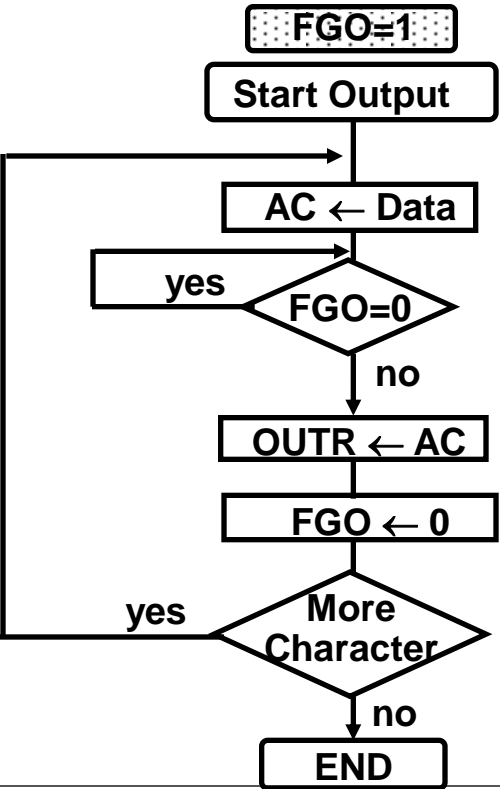 FGO=1
Start Output
AC ← Data
yes
FGO=0
no
OUTR ← AC
FGO ← 0
yes
More
Character
no
END